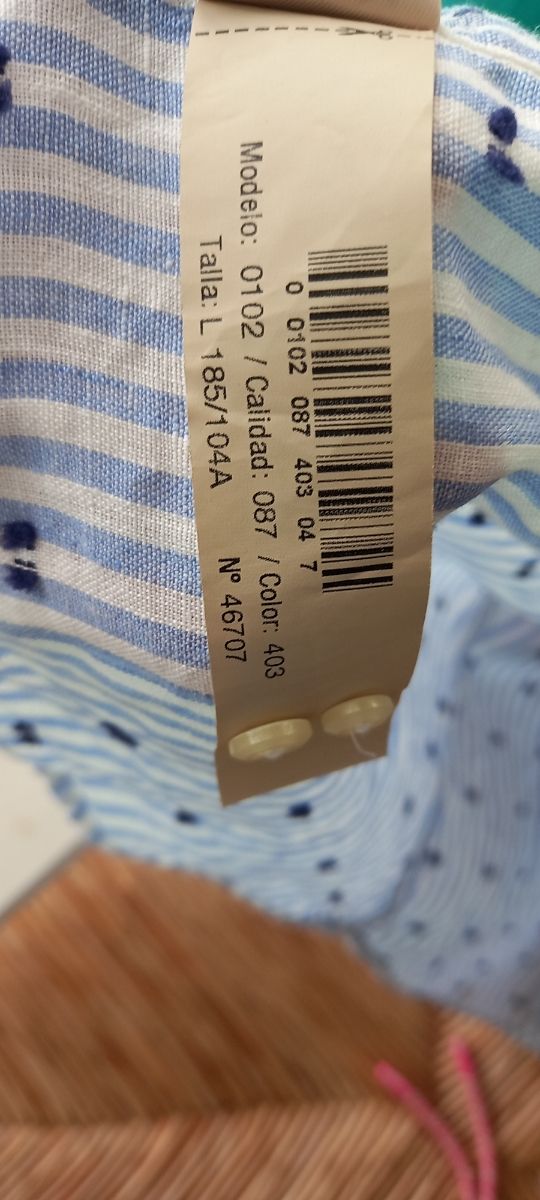 0 0102 087 403 04 7
Modelo: 0102 / Calidad: 087 / Color: 403
Talla: L 185/104A Nº 46707